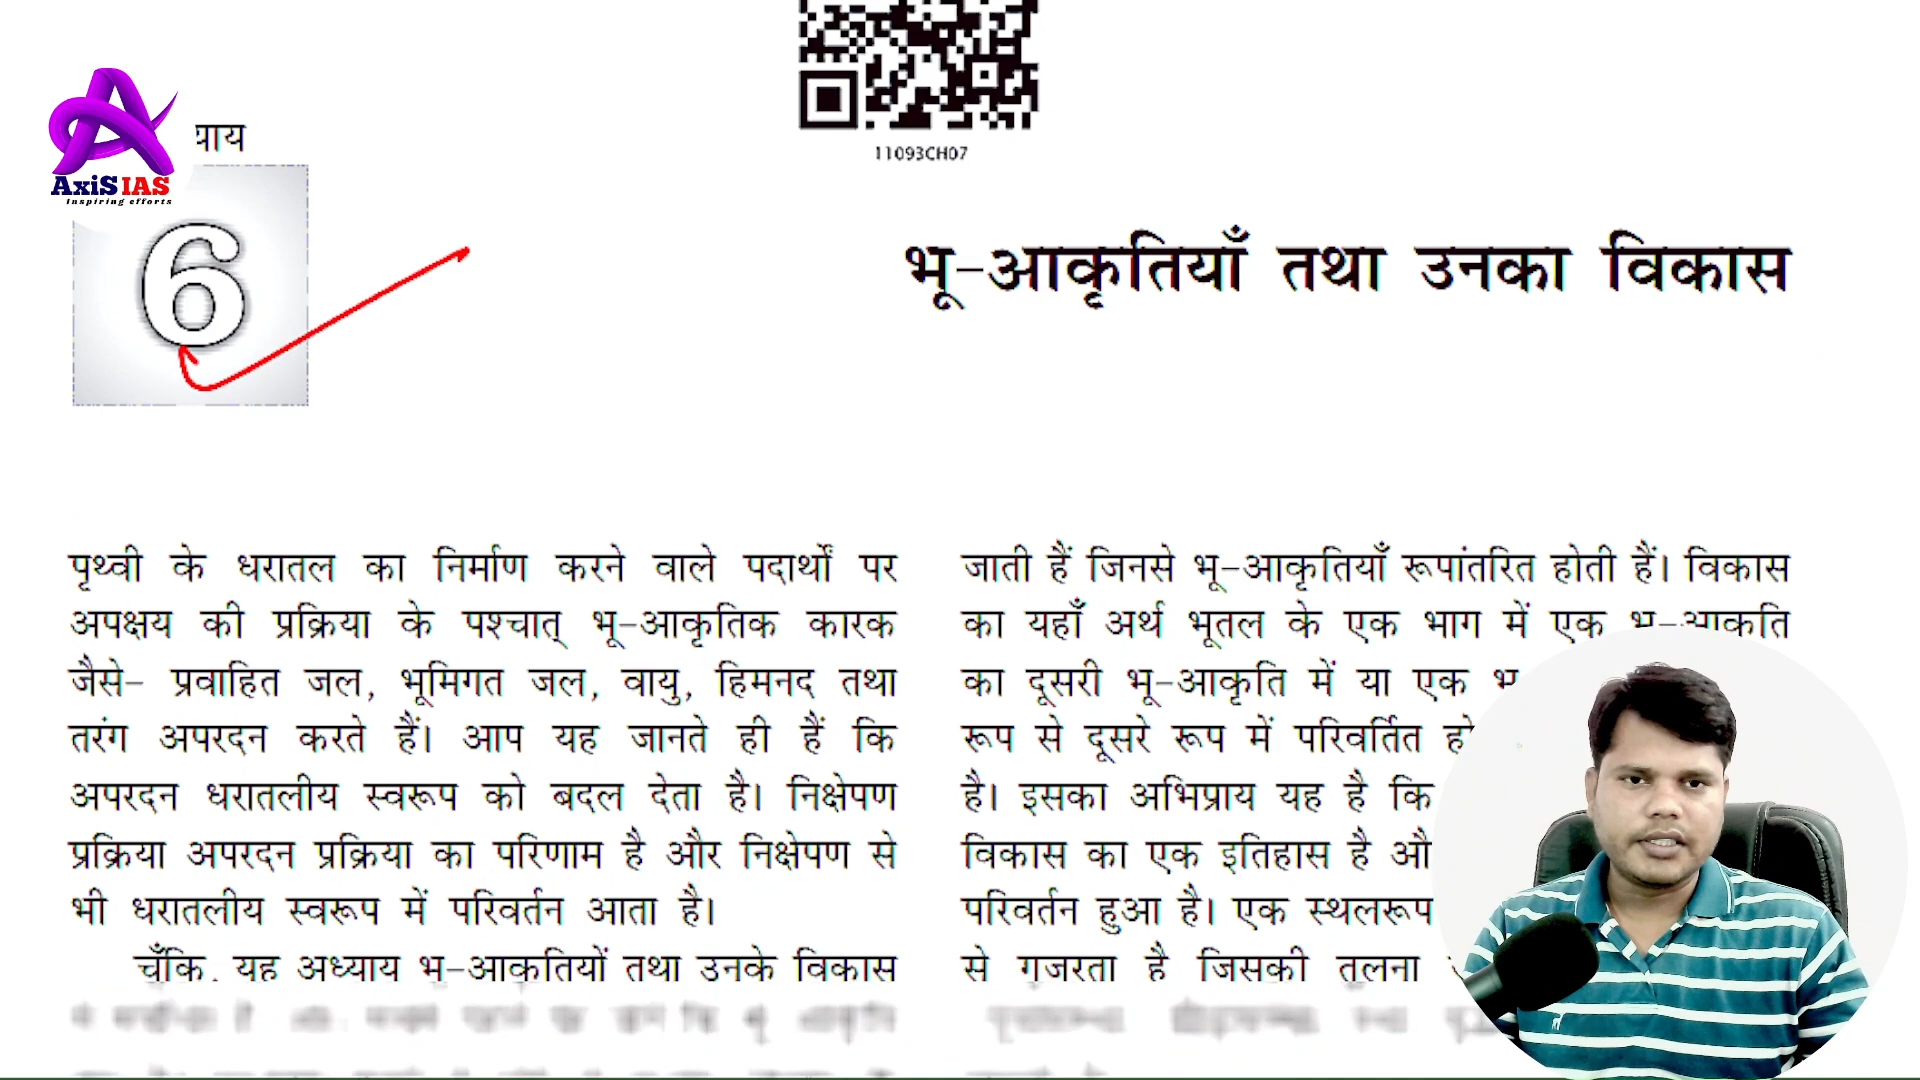 11093CH07
AxiS IAS
Inspiring efforts
6
भू-आकृतियाँ तथा उनका विकास
पृथ्वी के धरातल का निर्माण करने वाले पदार्थों पर
अपक्षय की प्रक्रिया के पश्चात् भू-आकृतिक कारक
जैसे- प्रवाहित जल, भूमिगत जल, वायु, हिमनद तथा
तरंग अपरदन करते हैं। आप यह जानते ही हैं कि
अपरदन धरातलीय स्वरूप को बदल देता है। निक्षेपण
प्रक्रिया अपरदन प्रक्रिया का परिणाम है और निक्षेपण से
भी धरातलीय स्वरूप में परिवर्तन आता है।
चूँकि, यह अध्याय भू-आकृतियों तथा उनके विकास
जाती हैं जिनसे भू-आकृतियाँ रूपांतरित होती हैं। विकास
का यहाँ अर्थ भूतल के एक भाग में एक भू-आकृति
का दूसरी भू-आकृति में या एक
रूप से दूसरे रूप में परिवर्तित
है। इसका अभिप्राय यह है कि
विकास का एक इतिहास है
परिवर्तन हुआ है। एक स्थलरूप
से गुजरता है जिसकी तुलना